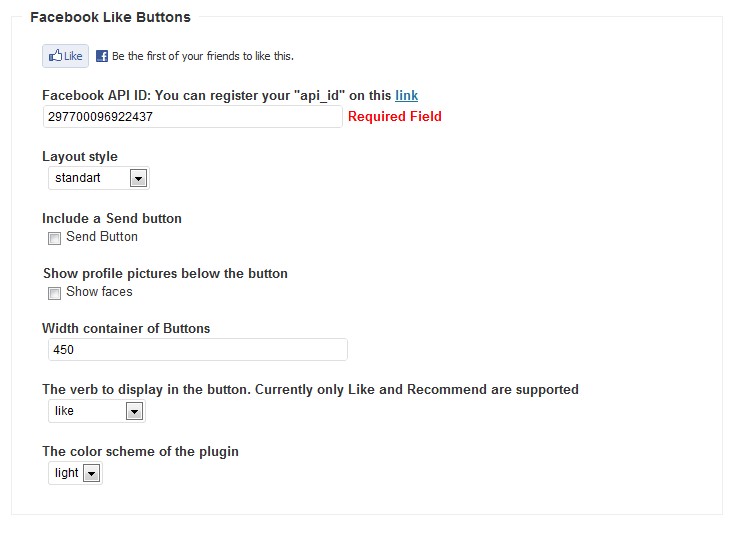 Facebook Like Buttons
Like Be the first of your friends to like this.
Facebook API ID: You can register your "api_id" on this link
297700096922437 Required Field
Layout style
standart
Include a Send button
Send Button
Show profile pictures below the button
Show faces
Width container of Buttons
450
The verb to display in the button. Currently only Like and Recommend are supported
like
The color scheme of the plugin
light